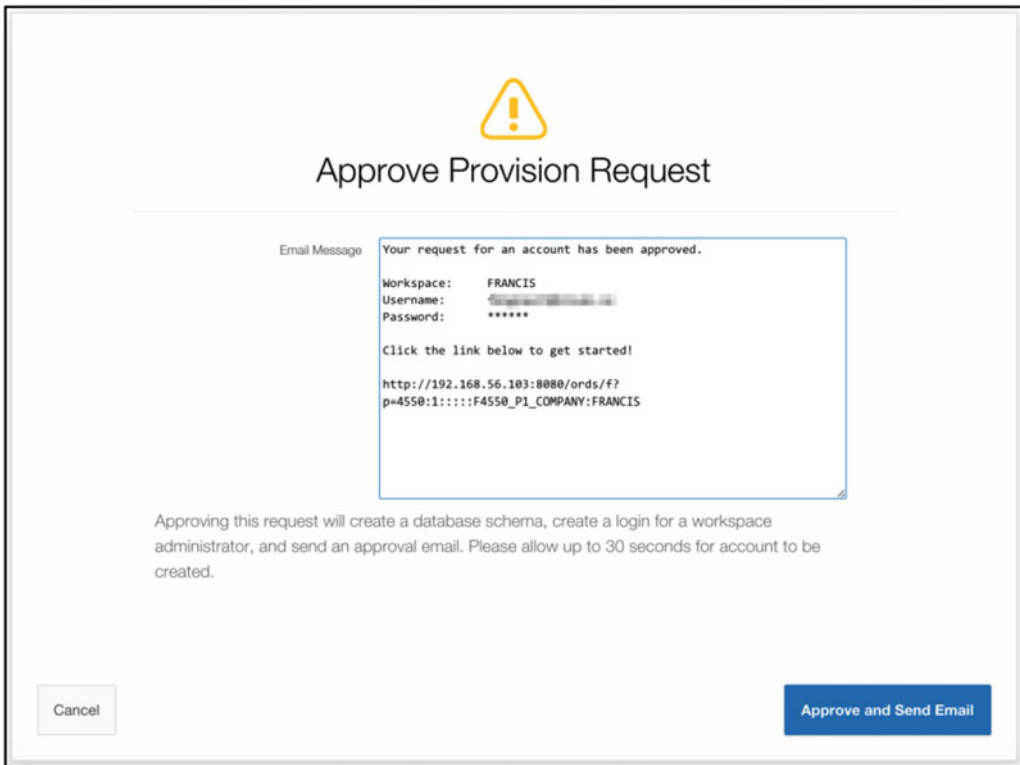 Approve Provision Request
Email Message
Your request for an account has been approved.
Workspace: FRANCIS
Username:
Password: ******
Click the link below to get started!
http://192.168.56.103:8080/ords/f?
p=4550:1:::::F4550_P1_COMPANY:FRANCIS
Approving this request will create a database schema, create a login for a workspace
administrator, and send an approval email. Please allow up to 30 seconds for account to be
created.
Cancel
Approve and Send Email